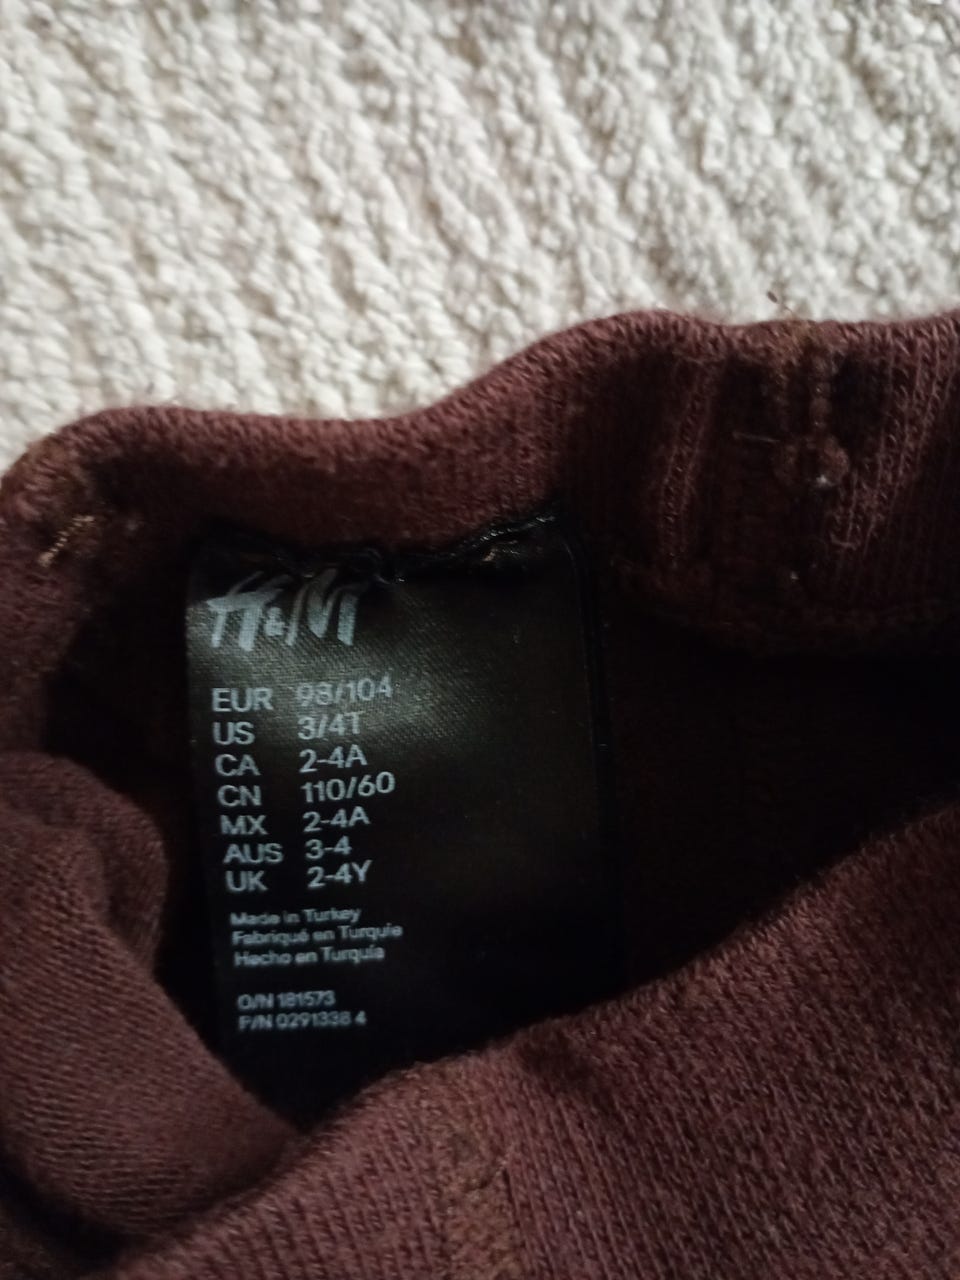 H&M
EUR 98/104
US 3/4T
CA 2-4A
CN 110/60
MX 2-4A
AUS 3-4
UK 2-4Y
Made in Turkey
Fabriqué en Turquie
Hecho en Turquía
O/N 181573
P/N 0291338 4